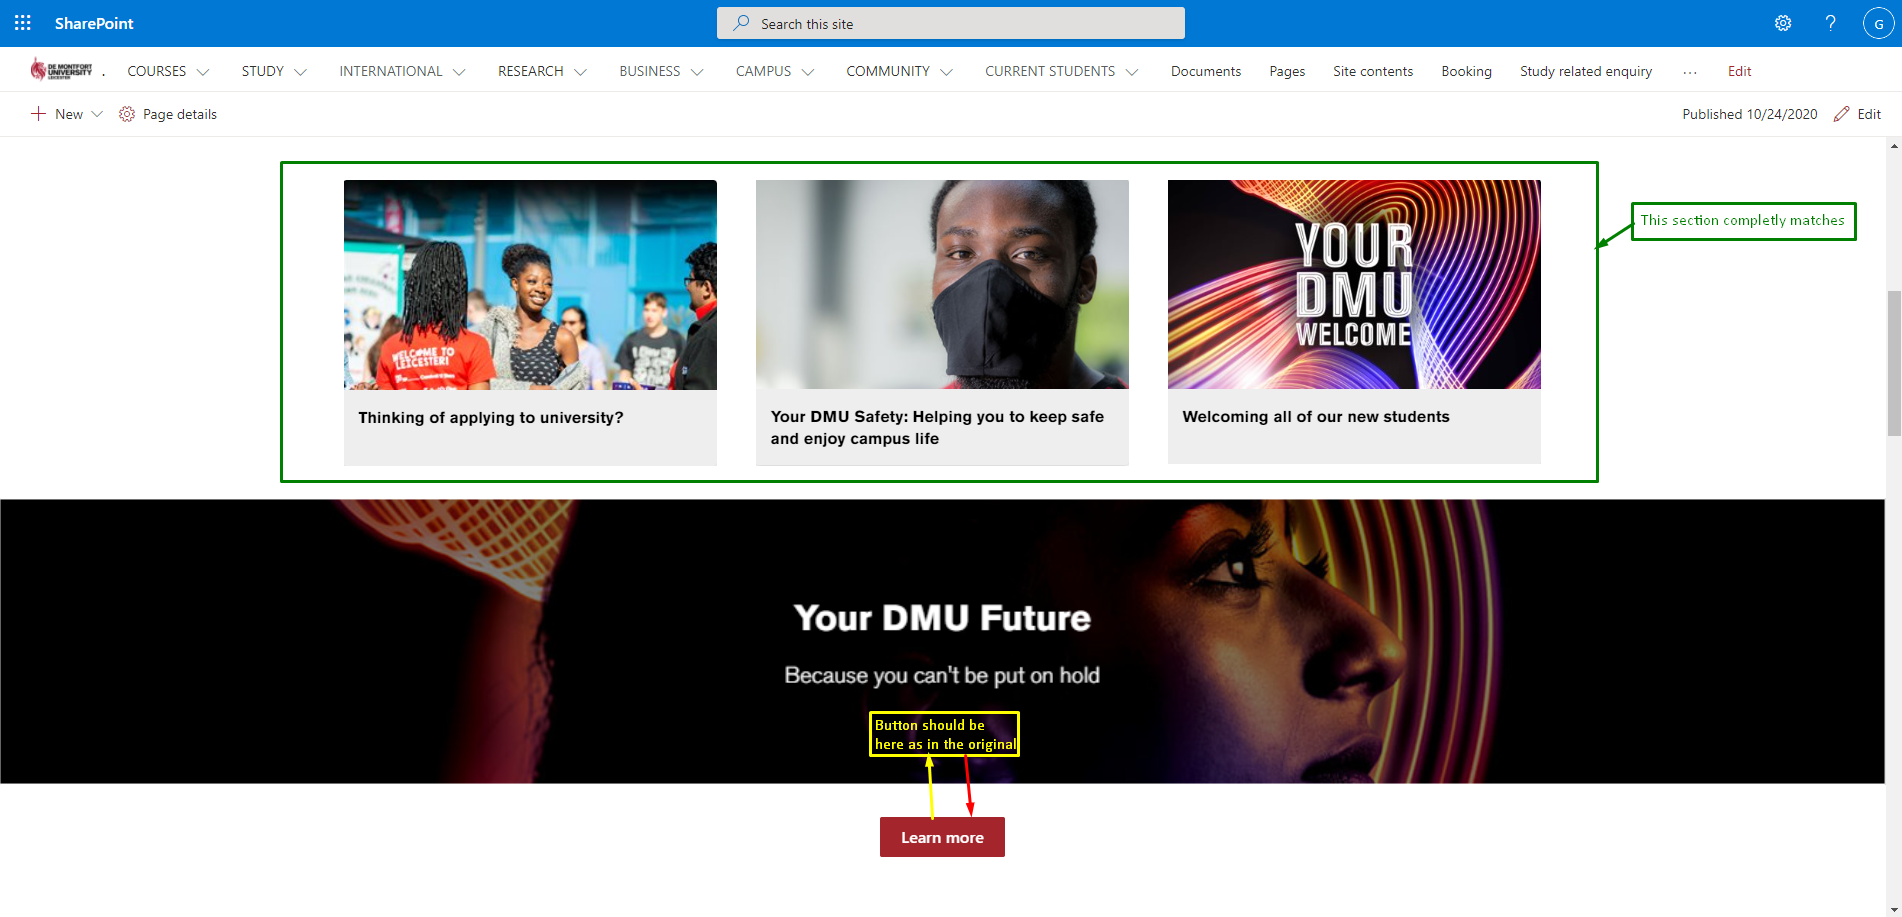 SharePoint
Search this site
G
DE MONTFORT
UNIVERSITY
LEICESTER
.
COURSES
STUDY
INTERNATIONAL
RESEARCH
BUSINESS
CAMPUS
COMMUNITY
CURRENT STUDENTS
Documents
Pages
Site contents
Booking
Study related enquiry
...
Edit
New
Page details
Published 10/24/2020
Edit
This section completly matches
WELCOME TO
LEICESTER!
YOUR
DMU
WELCOME
Thinking of applying to university?
Your DMU Safety: Helping you to keep safe
and enjoy campus life
Welcoming all of our new students
Your DMU Future
Because you can't be put on hold
Button should be
here as in the original
Learn more